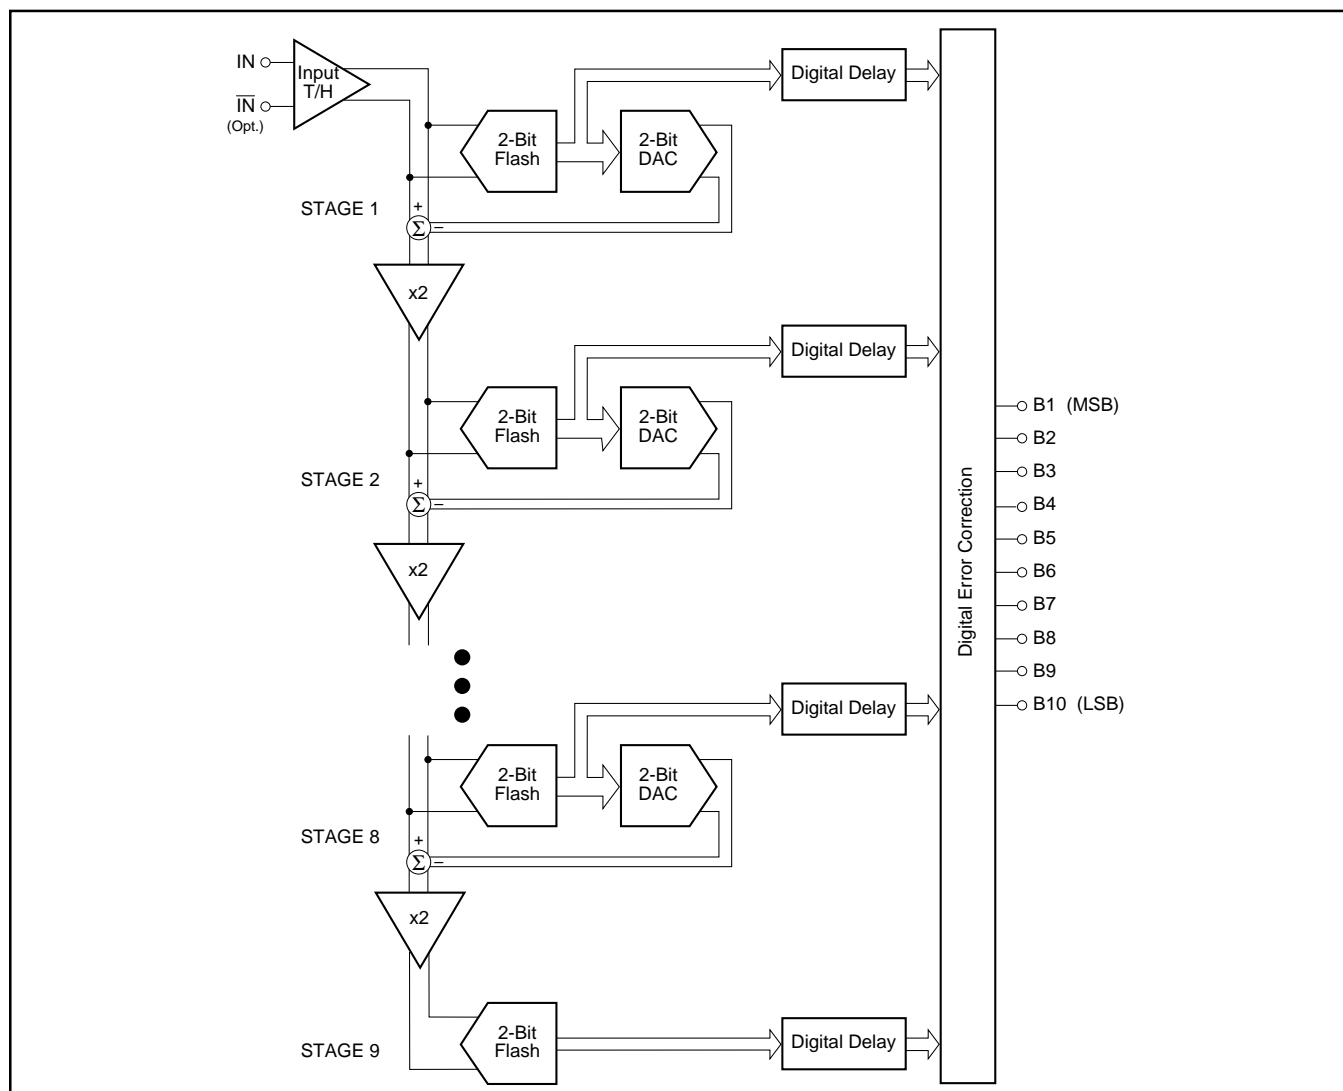 IN
Input
T/H
IN
(Opt.)
2-Bit
Flash
2-Bit
DAC
Digital Delay
STAGE 1
+
Σ
–
x2
2-Bit
Flash
2-Bit
DAC
Digital Delay
STAGE 2
+
Σ
–
x2
2-Bit
Flash
2-Bit
DAC
Digital Delay
STAGE 8
+
Σ
–
x2
STAGE 9
2-Bit
Flash
Digital Delay
Digital Error Correction
B1 (MSB)
B2
B3
B4
B5
B6
B7
B8
B9
B10 (LSB)